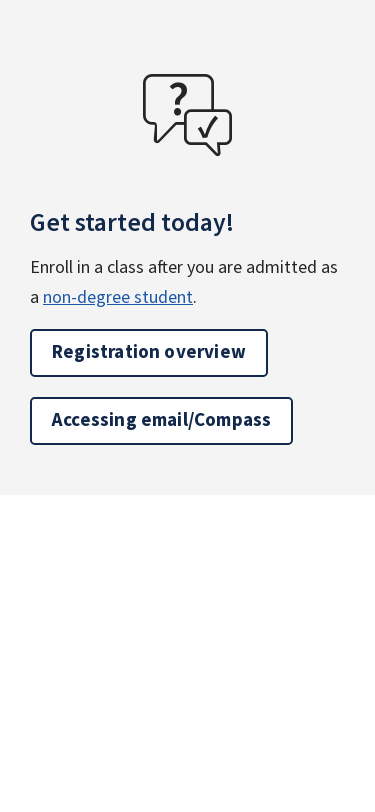 Get started today!
Enroll in a class after you are admitted as
a non-degree student.
Registration overview
Accessing email/Compass